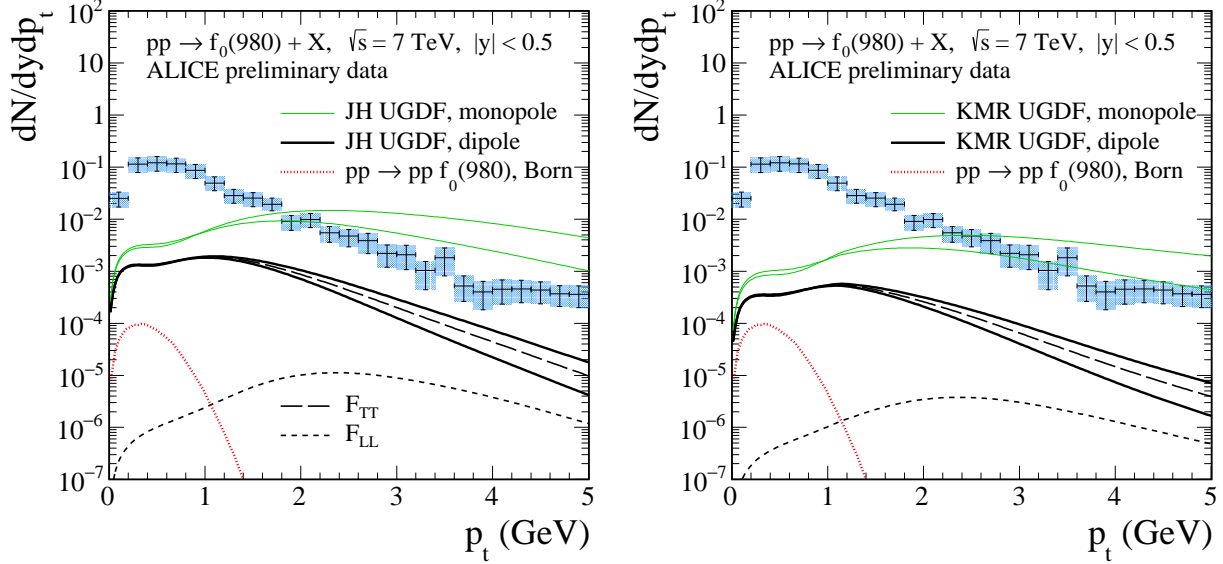 pp → f₀(980) + X, √s = 7 TeV, |y| < 0.5
ALICE preliminary data
JH UGDF, monopole
JH UGDF, dipole
pp → pp f₀(980), Born
F_TT
F_LL
dN/dydp_t
10²
10
1
10⁻¹
10⁻²
10⁻³
10⁻⁴
10⁻⁵
10⁻⁶
10⁻⁷
0 1 2 3 4 5
p_t (GeV)
pp → f₀(980) + X, √s = 7 TeV, |y| < 0.5
ALICE preliminary data
KMR UGDF, monopole
KMR UGDF, dipole
pp → pp f₀(980), Born
dN/dydp_t
10²
10
1
10⁻¹
10⁻²
10⁻³
10⁻⁴
10⁻⁵
10⁻⁶
10⁻⁷
0 1 2 3 4 5
p_t (GeV)